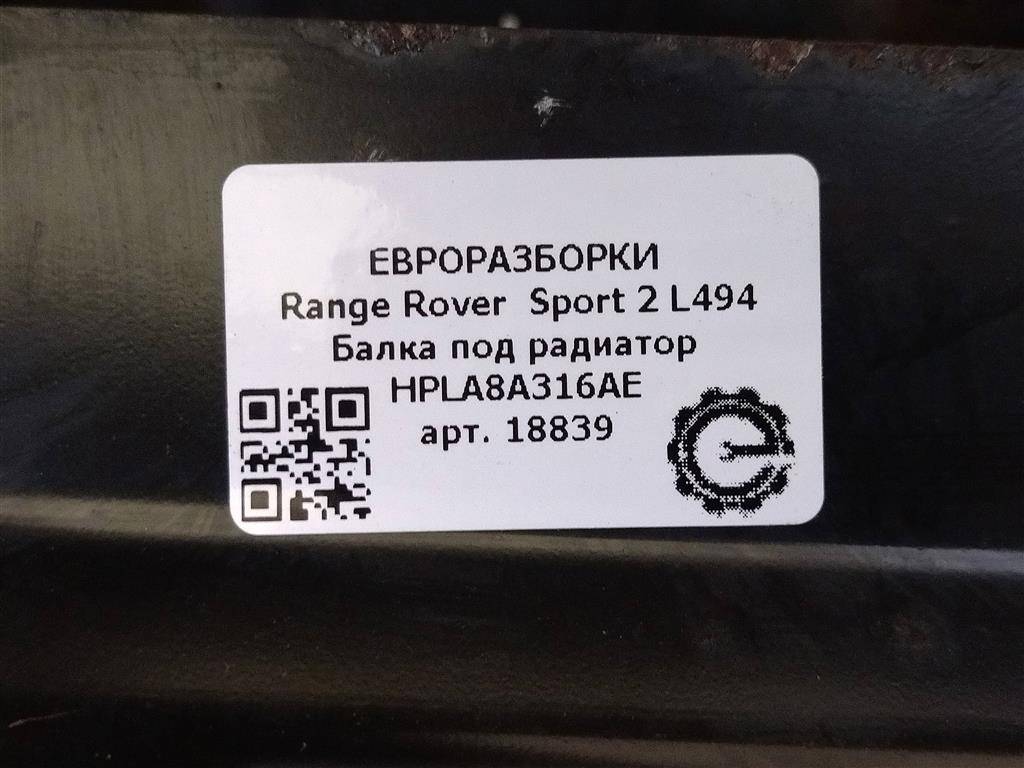 ЕВРОРАЗБОРКИ
Range Rover Sport 2 L494
Балка под радиатор
HPLA8A316AE
арт. 18839